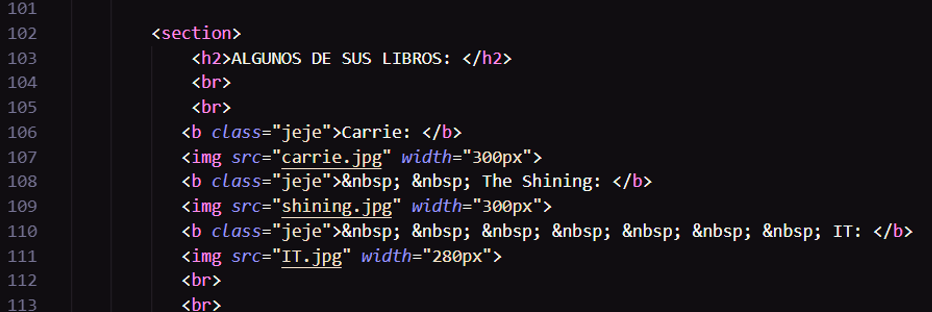 101
102 <section>
103 <h2>ALGUNOS DE SUS LIBROS: </h2>
104 <br>
105 <br>
106 <b class="jeje">Carrie: </b>
107 <img src="carrie.jpg" width="300px">
108 <b class="jeje">&nbsp; &nbsp; The Shining: </b>
109 <img src="shining.jpg" width="300px">
110 <b class="jeje">&nbsp; &nbsp; &nbsp; &nbsp; &nbsp; &nbsp; &nbsp; IT: </b>
111 <img src="IT.jpg" width="280px">
112 <br>
113 <br>